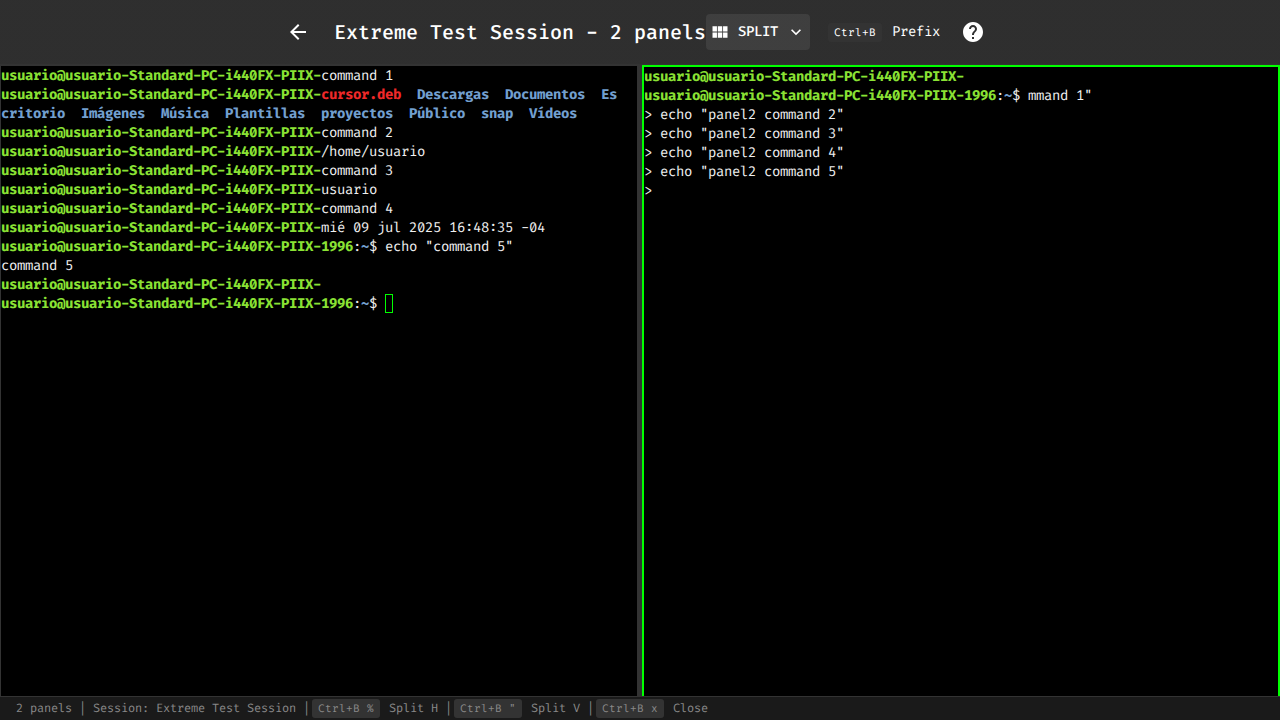 Extreme Test Session - 2 panels SPLIT Ctrl+B Prefix ?
usuario@usuario-Standard-PC-i440FX-PIIX-command 1
usuario@usuario-Standard-PC-i440FX-PIIX-cursor.deb  Descargas  Documentos  Es
critorio  Imágenes  Música  Plantillas  proyectos  Público  snap  Vídeos
usuario@usuario-Standard-PC-i440FX-PIIX-command 2
usuario@usuario-Standard-PC-i440FX-PIIX-/home/usuario
usuario@usuario-Standard-PC-i440FX-PIIX-command 3
usuario@usuario-Standard-PC-i440FX-PIIX-usuario
usuario@usuario-Standard-PC-i440FX-PIIX-command 4
usuario@usuario-Standard-PC-i440FX-PIIX-mié 09 jul 2025 16:48:35 -04
usuario@usuario-Standard-PC-i440FX-PIIX-1996:~$ echo "command 5"
command 5
usuario@usuario-Standard-PC-i440FX-PIIX-
usuario@usuario-Standard-PC-i440FX-PIIX-1996:~$
usuario@usuario-Standard-PC-i440FX-PIIX-
usuario@usuario-Standard-PC-i440FX-PIIX-1996:~$ mmand 1"
> echo "panel2 command 2"
> echo "panel2 command 3"
> echo "panel2 command 4"
> echo "panel2 command 5"
>
2 panels | Session: Extreme Test Session | Ctrl+B % Split H | Ctrl+B " Split V | Ctrl+B x Close